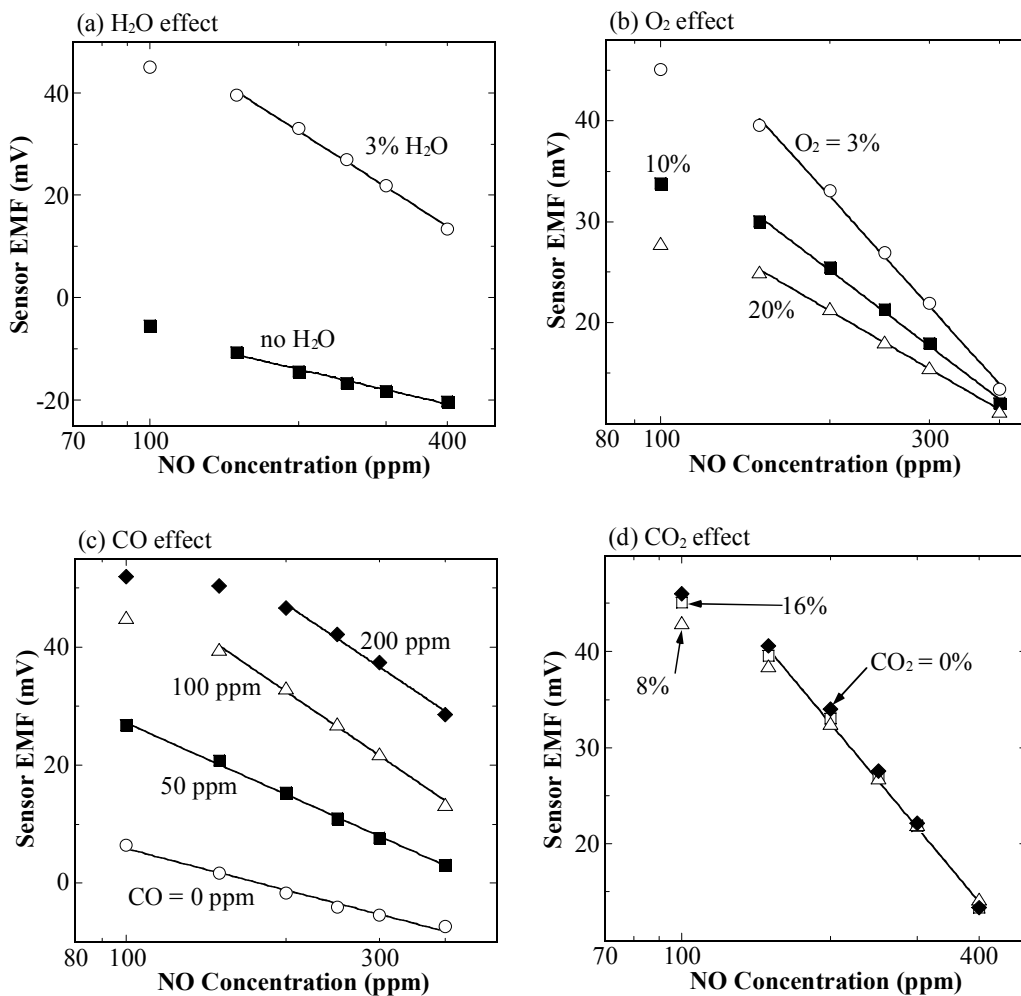 (a) H₂O effect
Sensor EMF (mV)
40
20
0
-20
3% H₂O
no H₂O
70
100
400
NO Concentration (ppm)
(b) O₂ effect
Sensor EMF (mV)
40
30
20
O₂ = 3%
10%
20%
80
100
300
NO Concentration (ppm)
(c) CO effect
Sensor EMF (mV)
40
20
0
200 ppm
100 ppm
50 ppm
CO = 0 ppm
80
100
300
NO Concentration (ppm)
(d) CO₂ effect
Sensor EMF (mV)
40
30
20
16%
CO₂ = 0%
8%
70
100
400
NO Concentration (ppm)